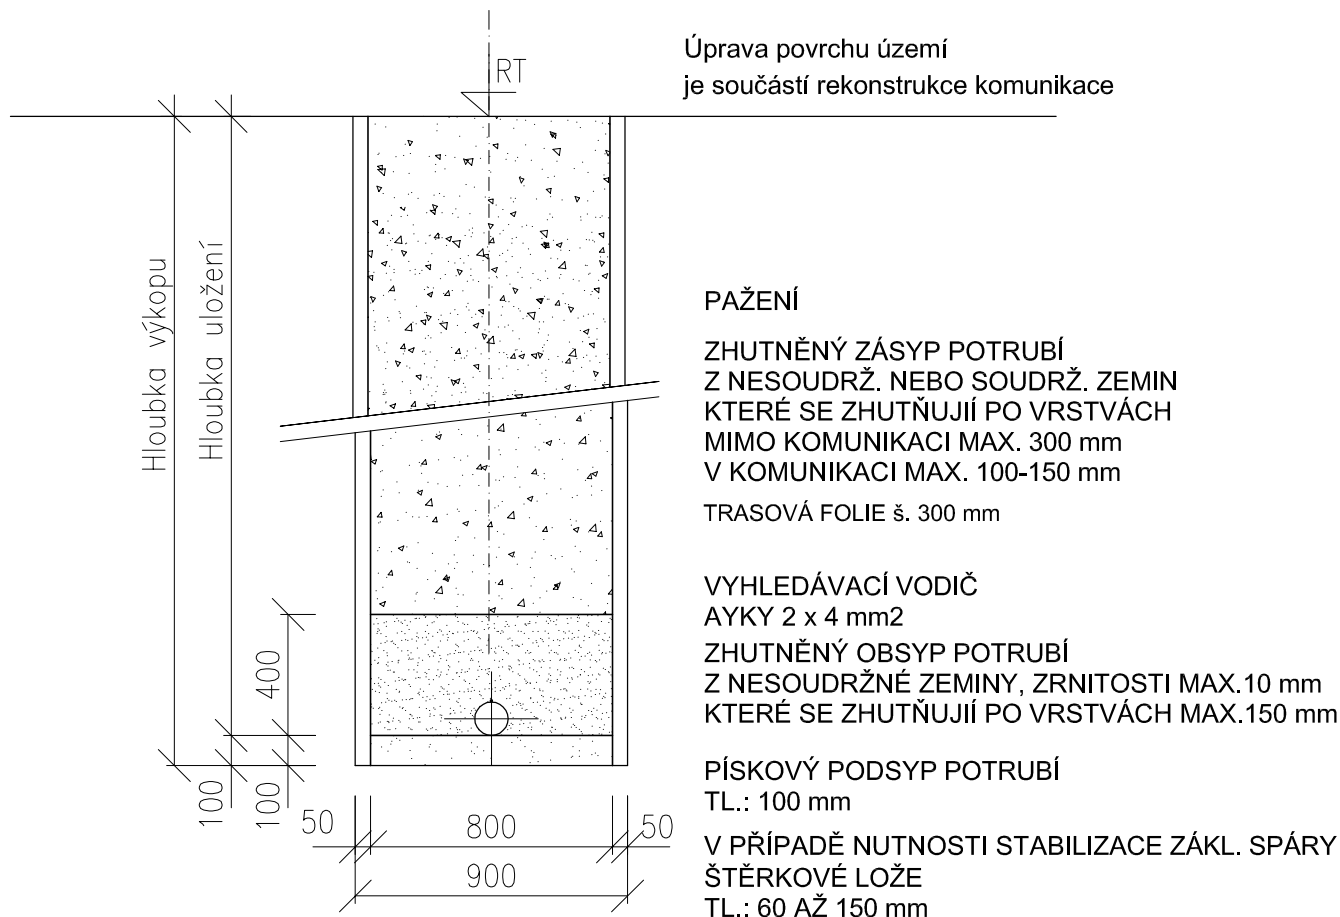 Úprava povrchu území
je součástí rekonstrukce komunikace
RT
Hloubka výkopu
Hloubka uložení
PAŽENÍ
ZHUTNĚNÝ ZÁSYP POTRUBÍ
Z NESOUDRŽ. NEBO SOUDRŽ. ZEMIN
KTERÉ SE ZHUTŇUJIÍ PO VRSTVÁCH
MIMO KOMUNIKACI MAX. 300 mm
V KOMUNIKACI MAX. 100-150 mm
TRASOVÁ FOLIE š. 300 mm
VYHLEDÁVACÍ VODIČ
AYKY 2 x 4 mm2
ZHUTNĚNÝ OBSYP POTRUBÍ
Z NESOUDRŽNÉ ZEMINY, ZRNITOSTI MAX.10 mm
KTERÉ SE ZHUTŇUJIÍ PO VRSTVÁCH MAX.150 mm
PÍSKOVÝ PODSYP POTRUBÍ
TL.: 100 mm
V PŘÍPADĚ NUTNOSTI STABILIZACE ZÁKL. SPÁRY
ŠTĚRKOVÉ LOŽE
TL.: 60 AŽ 150 mm
400
100
100
50
800
50
900